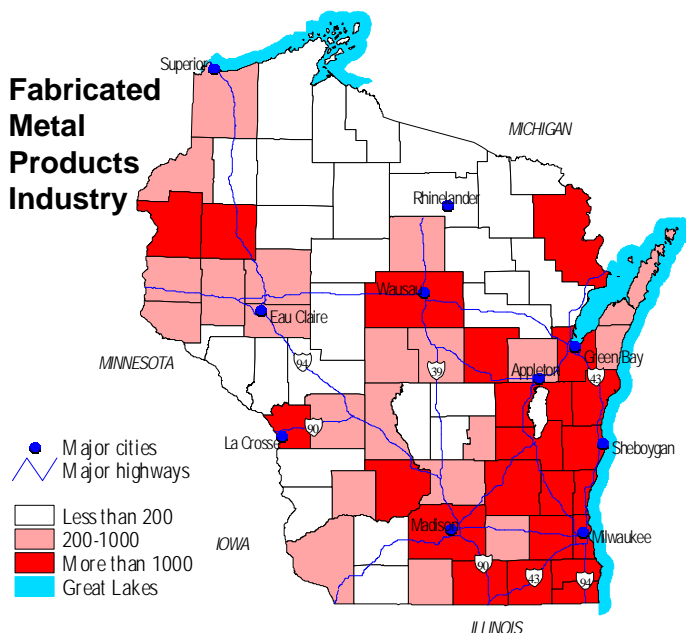 Superior
Fabricated
Metal
Products
Industry
MICHIGAN
Rhinelander
Wausau
Eau Claire
Green Bay
MINNESOTA
94
39
Appleton
43
La Crosse
90
Sheboygan
Major cities
Major highways
Less than 200
200-1000
More than 1000
Great Lakes
IOWA
Madison
Milwaukee
90
43
94
ILLINOIS